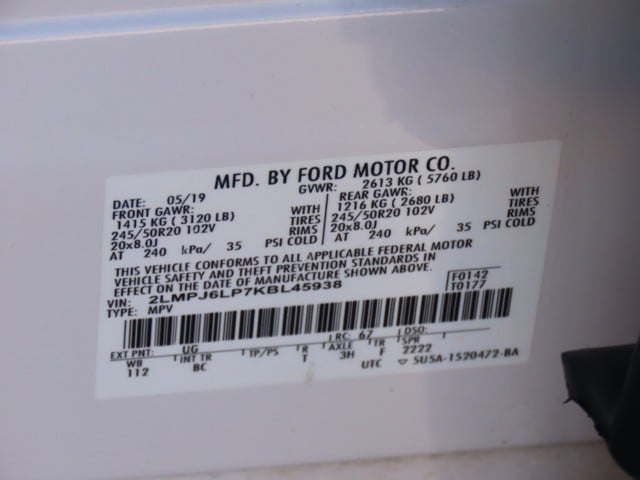 MFD. BY FORD MOTOR CO.
DATE: 05/19 GVWR: 2613 KG ( 5760 LB)
FRONT GAWR: WITH REAR GAWR: WITH
1415 KG ( 3120 LB) TIRES 1216 KG ( 2680 LB) TIRES
245/50R20 102V RIMS 245/50R20 102V RIMS
20x8.0J 20x8.0J
AT 240 kPa/ 35 PSI COLD AT 240 kPa/ 35 PSI COLD
THIS VEHICLE CONFORMS TO ALL APPLICABLE FEDERAL MOTOR
VEHICLE SAFETY AND THEFT PREVENTION STANDARDS IN
EFFECT ON THE DATE OF MANUFACTURE SHOWN ABOVE. F0142
VIN: 2LMPJ6LP7KBL45938 T0177
TYPE: MPV
EXT PNT: UG RC: 67 DSO:
WB INT TR TP/PS R AXLE F SPR
112 BC T 3H 2222
UTC ▽ 5U5A-1520472-BA